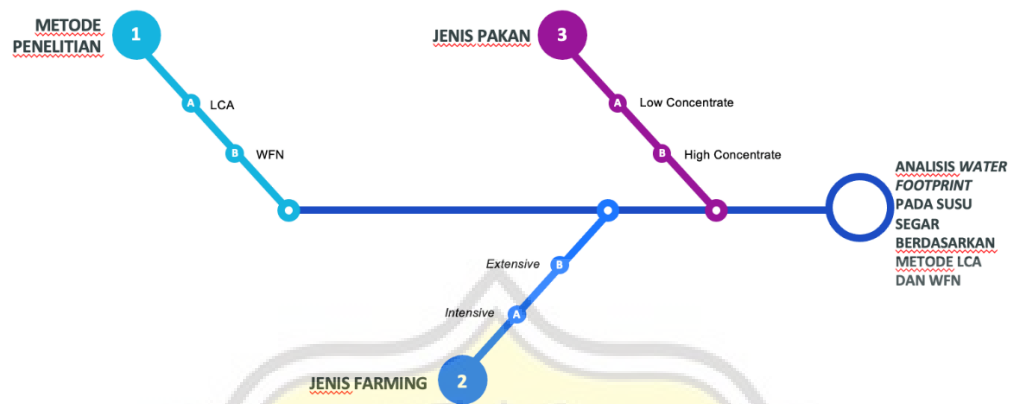 METODE
PENELITIAN
1
A LCA
B WFN
JENIS PAKAN
3
A Low Concentrate
B High Concentrate
ANALISIS WATER
FOOTPRINT
PADA SUSU
SEGAR
BERDASARKAN
METODE LCA
DAN WFN
Extensive B
Intensive A
JENIS FARMING
2